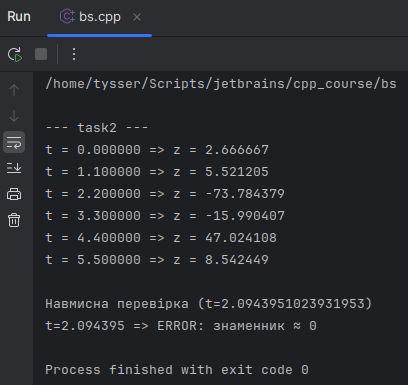 Run
bs.cpp
/home/tysser/Scripts/jetbrains/cpp_course/bs
--- task2 ---
t = 0.000000 => z = 2.666667
t = 1.100000 => z = 5.521205
t = 2.200000 => z = -73.784379
t = 3.300000 => z = -15.990407
t = 4.400000 => z = 47.024108
t = 5.500000 => z = 8.542449
Навмисна перевірка (t=2.0943951023931953)
t=2.094395 => ERROR: знаменник ≈ 0
Process finished with exit code 0